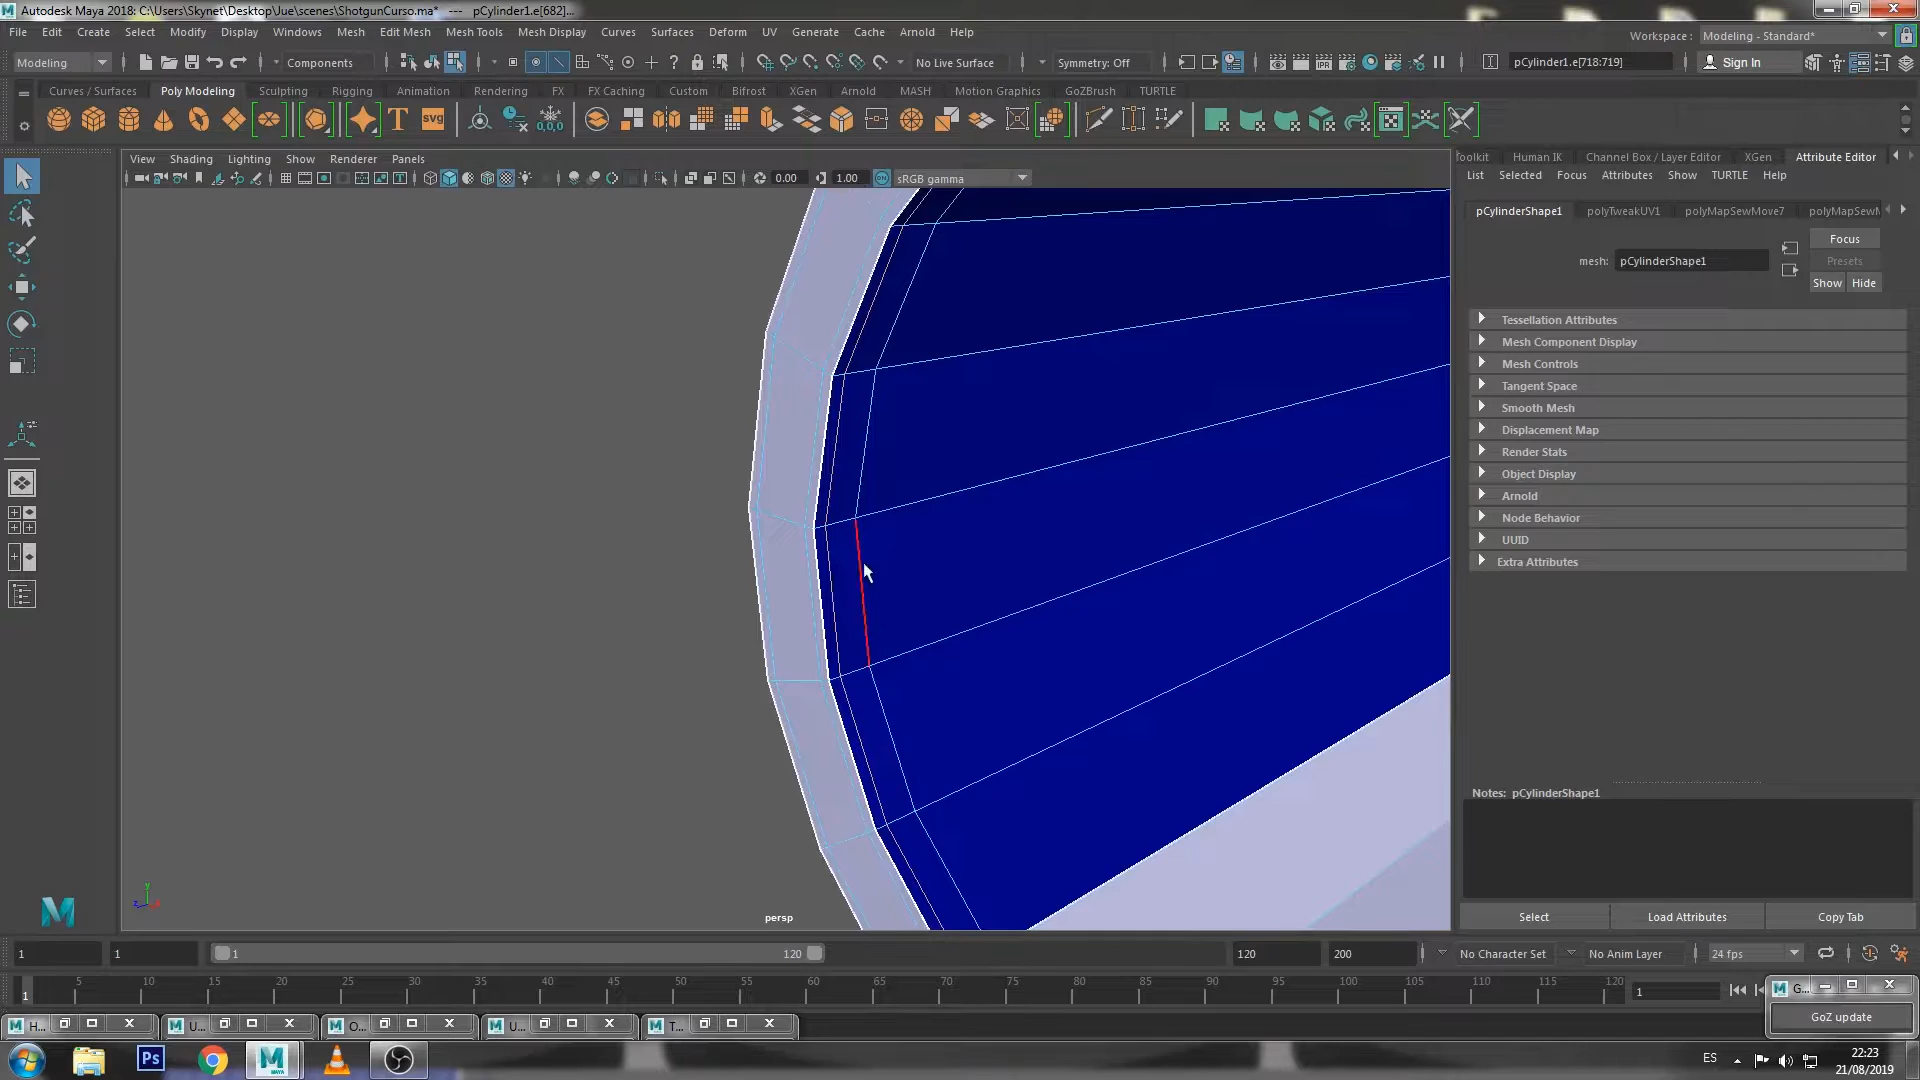 Autodesk Maya 2018: C:\Users\Skynet\Desktop\Jue\scenes\ShotgunCurso.ma* --- pCylinder1.e[682]...
File Edit Create Select Modify Display Windows Mesh Edit Mesh Mesh Tools Mesh Display Curves Surfaces Deform UV Generate Cache Arnold Help
Workspace : Modeling - Standard*
Modeling Components No Live Surface Symmetry: Off pCylinder1.e[718:719] Sign In
Curves / Surfaces Poly Modeling Sculpting Rigging Animation Rendering FX FX Caching Custom Bifrost XGen Arnold MASH Motion Graphics GoZBrush TURTLE
T svg 0,0,0
View Shading Lighting Show Renderer Panels
0.00 1.00 ON sRGB gamma
oolkit Human IK Channel Box / Layer Editor XGen Attribute Editor
List Selected Focus Attributes Show TURTLE Help
pCylinderShape1 polyTweakUV1 polyMapSewMove7 polyMapSewM
Focus
mesh: pCylinderShape1
Presets
Show Hide
Tessellation Attributes
Mesh Component Display
Mesh Controls
Tangent Space
Smooth Mesh
Displacement Map
Render Stats
Object Display
Arnold
Node Behavior
UUID
Extra Attributes
Notes: pCylinderShape1
Select Load Attributes Copy Tab
persp
1 1 1 120 120 200 No Character Set No Anim Layer 24 fps
5 10 15 20 25 30 35 40 45 50 55 60 65 70 75 80 85 90 95 100 105 110 115 120
1 1
G...
GoZ update
H... U... O... U... T...
Ps MAYA ES 22:23
21/08/2019